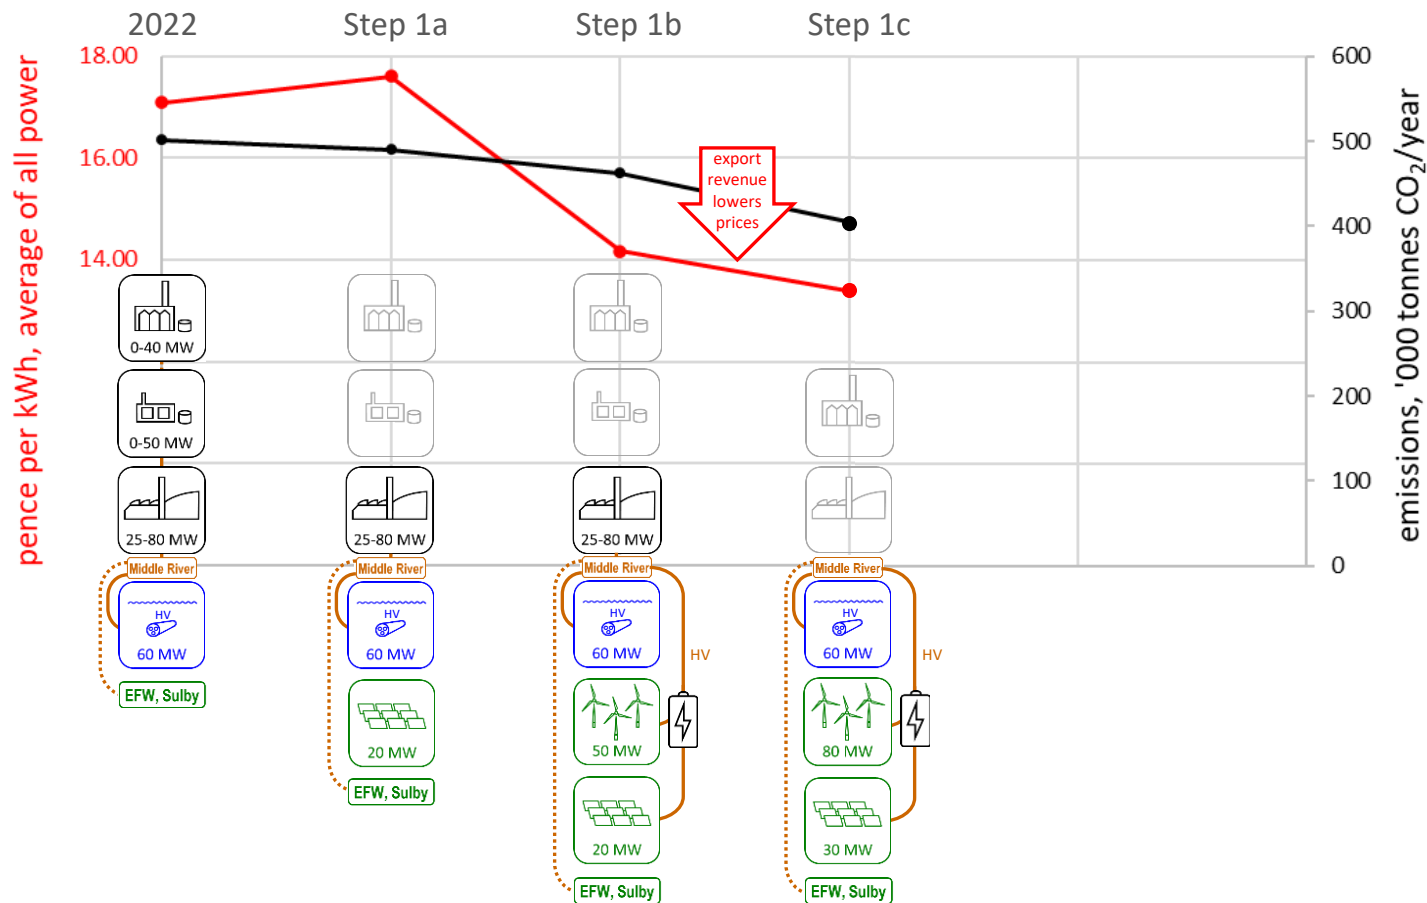 2022
Step 1a
Step 1b
Step 1c
pence per kWh, average of all power
18.00
16.00
14.00
600
500
400
300
200
100
0
emissions, '000 tonnes CO₂/year
export
revenue
lowers
prices
0-40 MW
0-50 MW
25-80 MW
Middle River
HV
60 MW
EFW, Sulby
25-80 MW
Middle River
HV
60 MW
20 MW
EFW, Sulby
25-80 MW
Middle River
HV
60 MW
HV
50 MW
20 MW
EFW, Sulby
Middle River
HV
60 MW
HV
80 MW
30 MW
EFW, Sulby